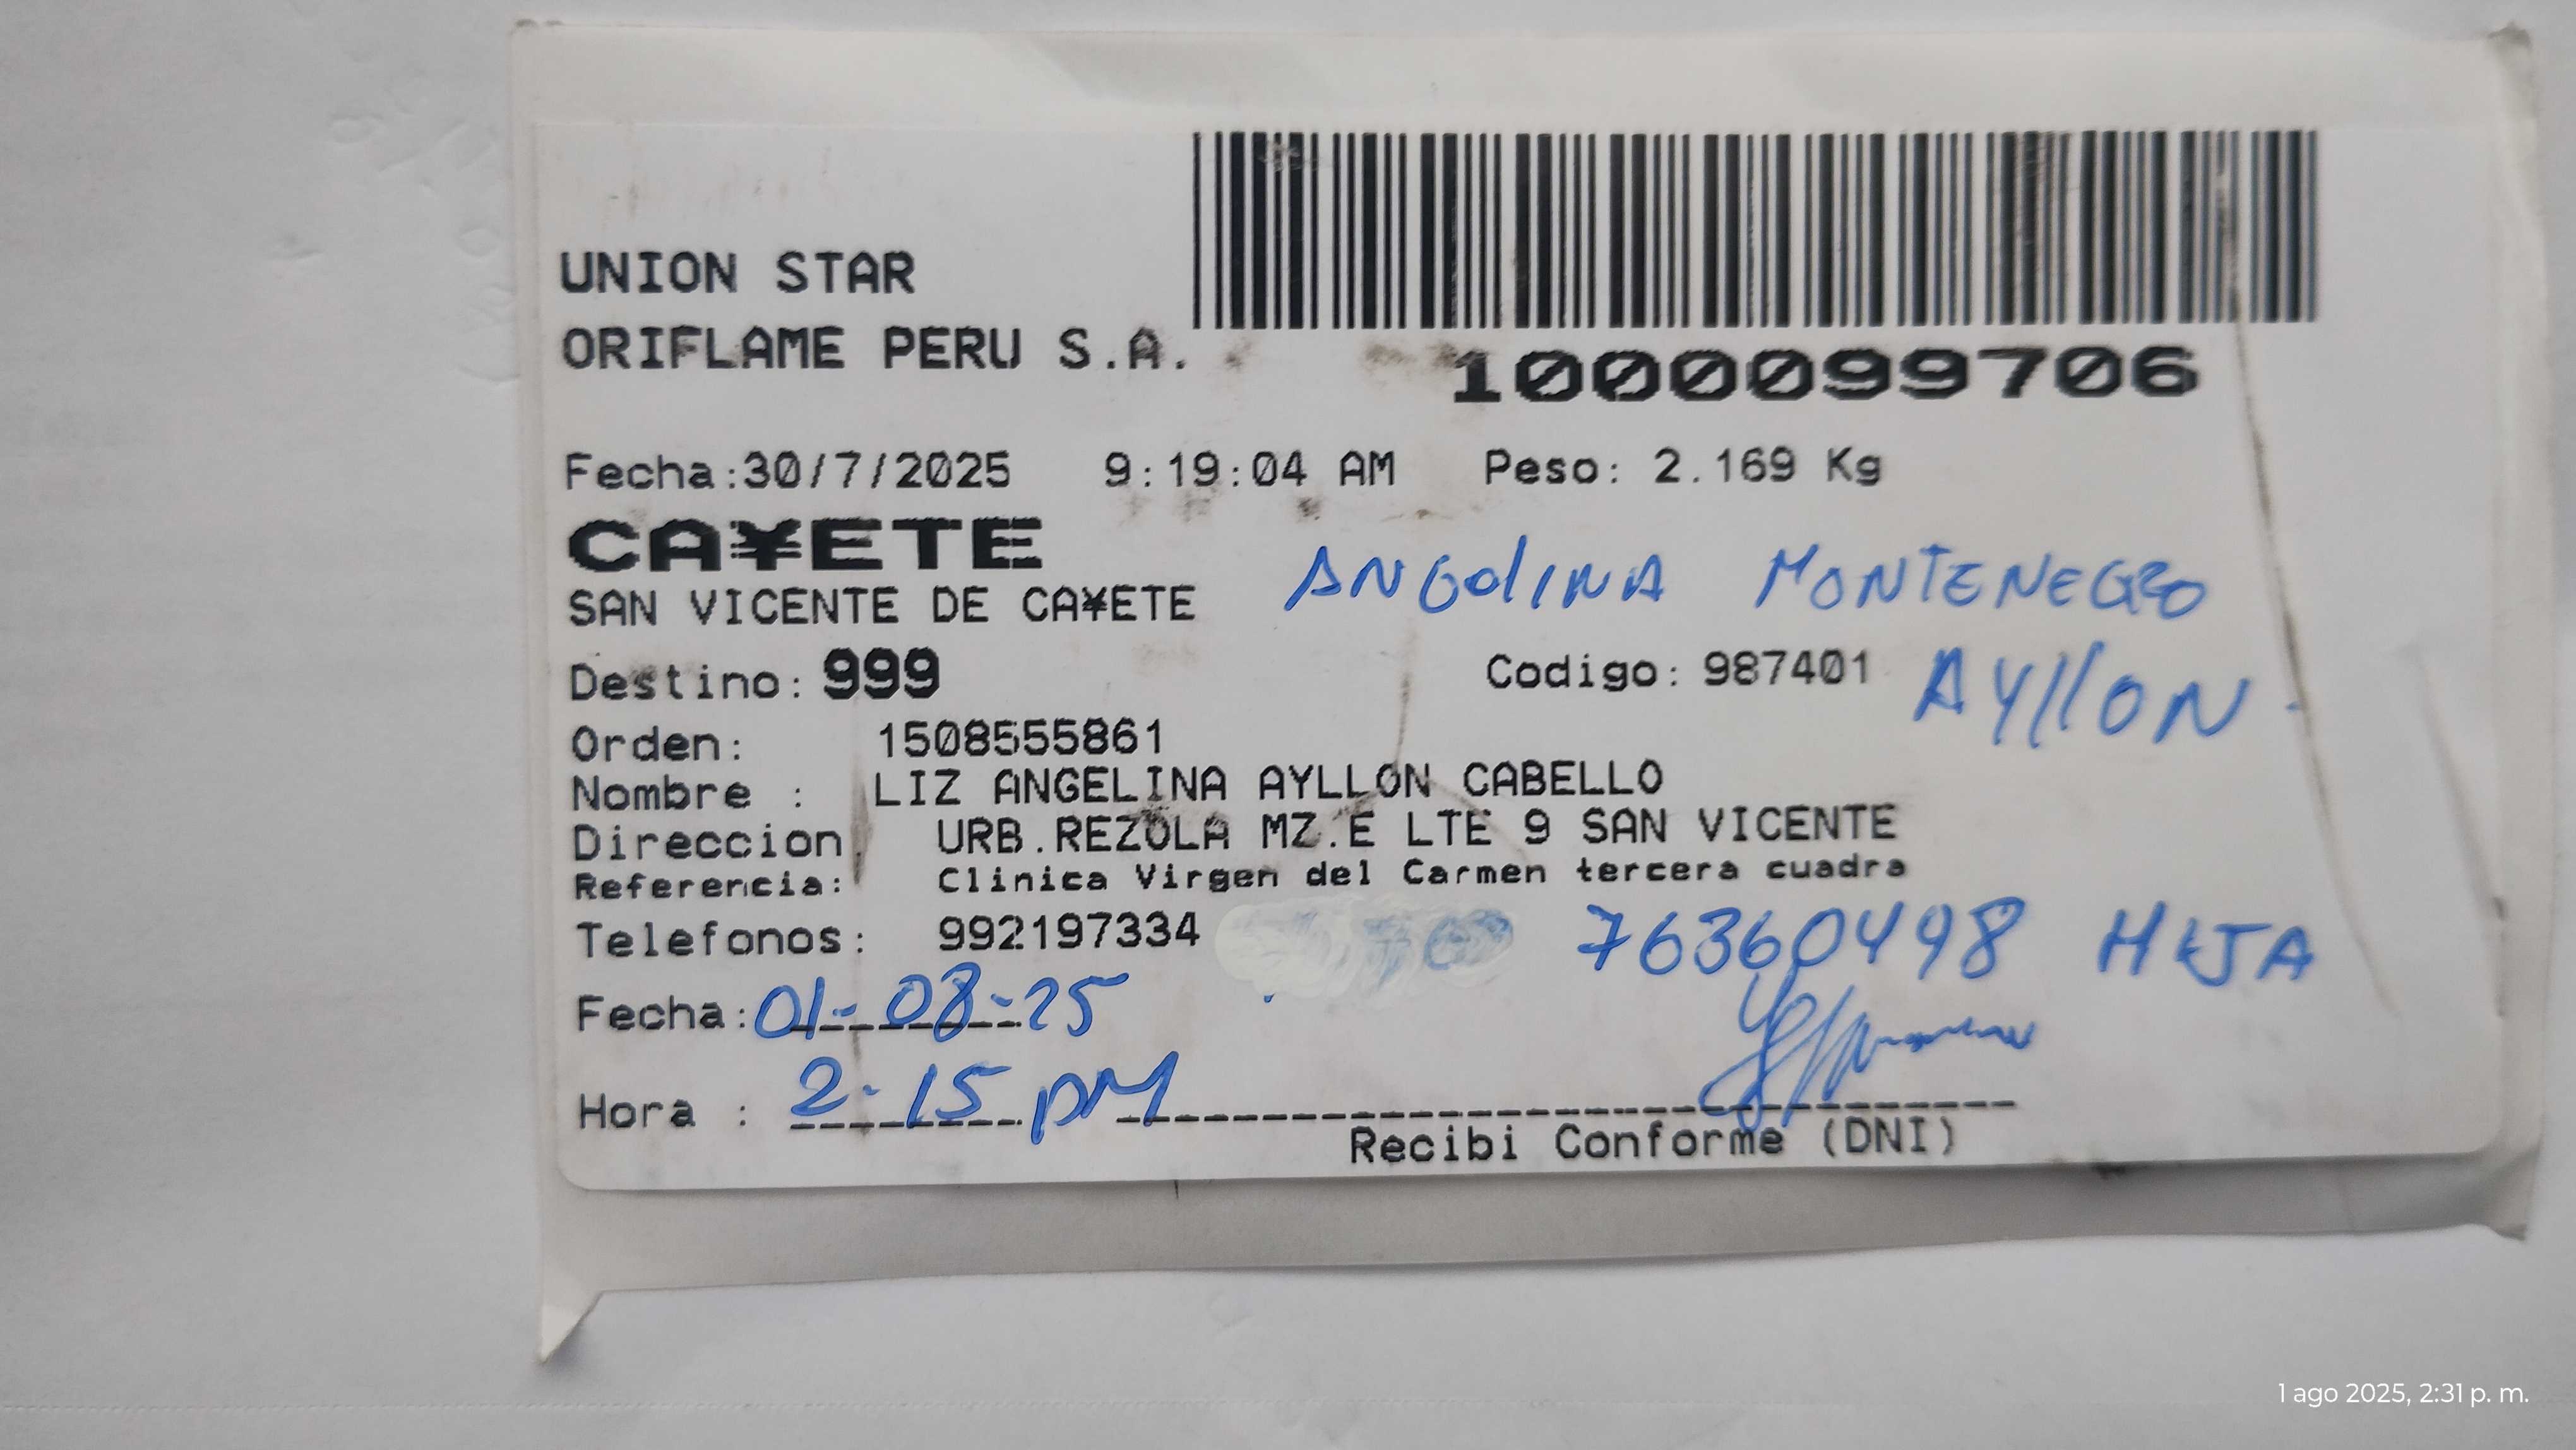 UNION STAR
ORIFLAME PERU S.A.
1000099706
Fecha:30/7/2025 9:19:04 AM Peso: 2.169 Kg
CA¥ETE
SAN VICENTE DE CA¥ETE
ANGOLINA MONTENEGRO
AYLLON
Destino: 999 Codigo: 987401
Orden: 1508555861
Nombre : LIZ ANGELINA AYLLON CABELLO
Direccion URB.REZOLA MZ.E LTE 9 SAN VICENTE
Referencia: Clinica Virgen del Carmen tercera cuadra
Telefonos: 992197334 76360498 HIJA
Fecha: 01-08-25
Hora : 2:15 PM
Recibi Conforme (DNI)
1 ago 2025, 2:31 p. m.